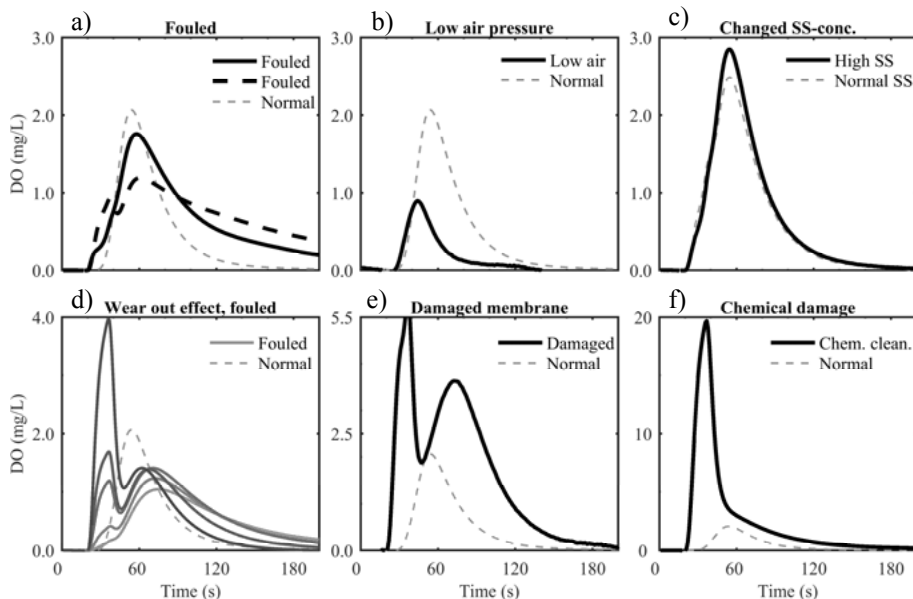 a)
Fouled
3.0
2.0
1.0
0.0
DO (mg/L)
Fouled
Fouled
Normal
b)
Low air pressure
3.0
2.0
1.0
0.0
Low air
Normal
c)
Changed SS-conc.
3.0
2.0
1.0
0.0
High SS
Normal SS
d)
Wear out effect, fouled
4.0
2.0
0.0
DO (mg/L)
Fouled
Normal
0 60 120 180
Time (s)
e)
Damaged membrane
5.5
2.5
0.0
Damaged
Normal
0 60 120 180
Time (s)
f)
Chemical damage
20
10
0
Chem. clean.
Normal
0 60 120 180
Time (s)